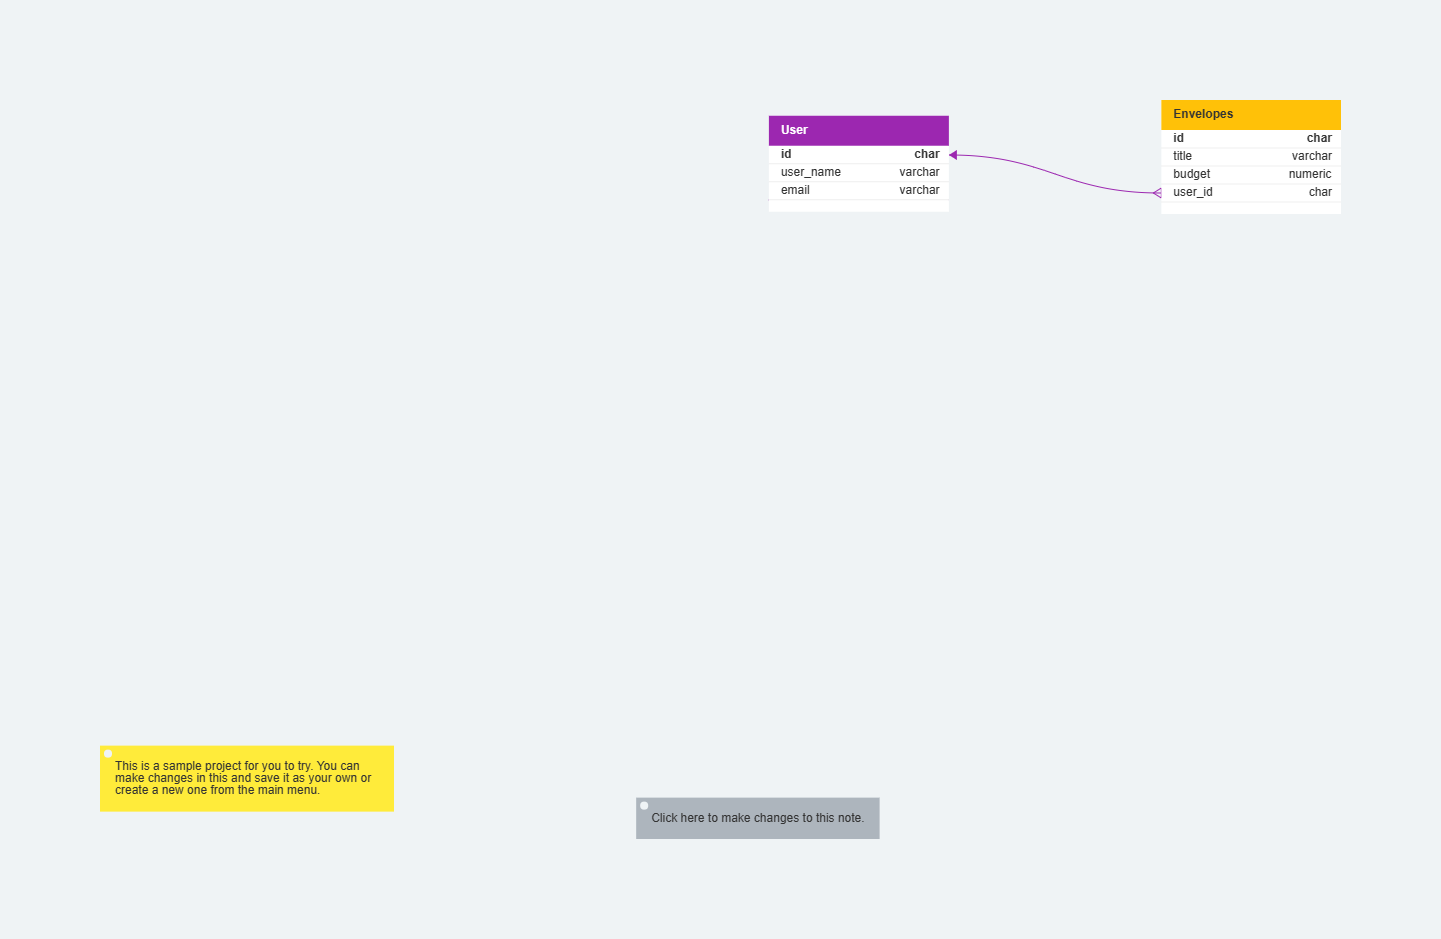 User
id char
user_name varchar
email varchar
Envelopes
id char
title varchar
budget numeric
user_id char
This is a sample project for you to try. You can
make changes in this and save it as your own or
create a new one from the main menu.
Click here to make changes to this note.